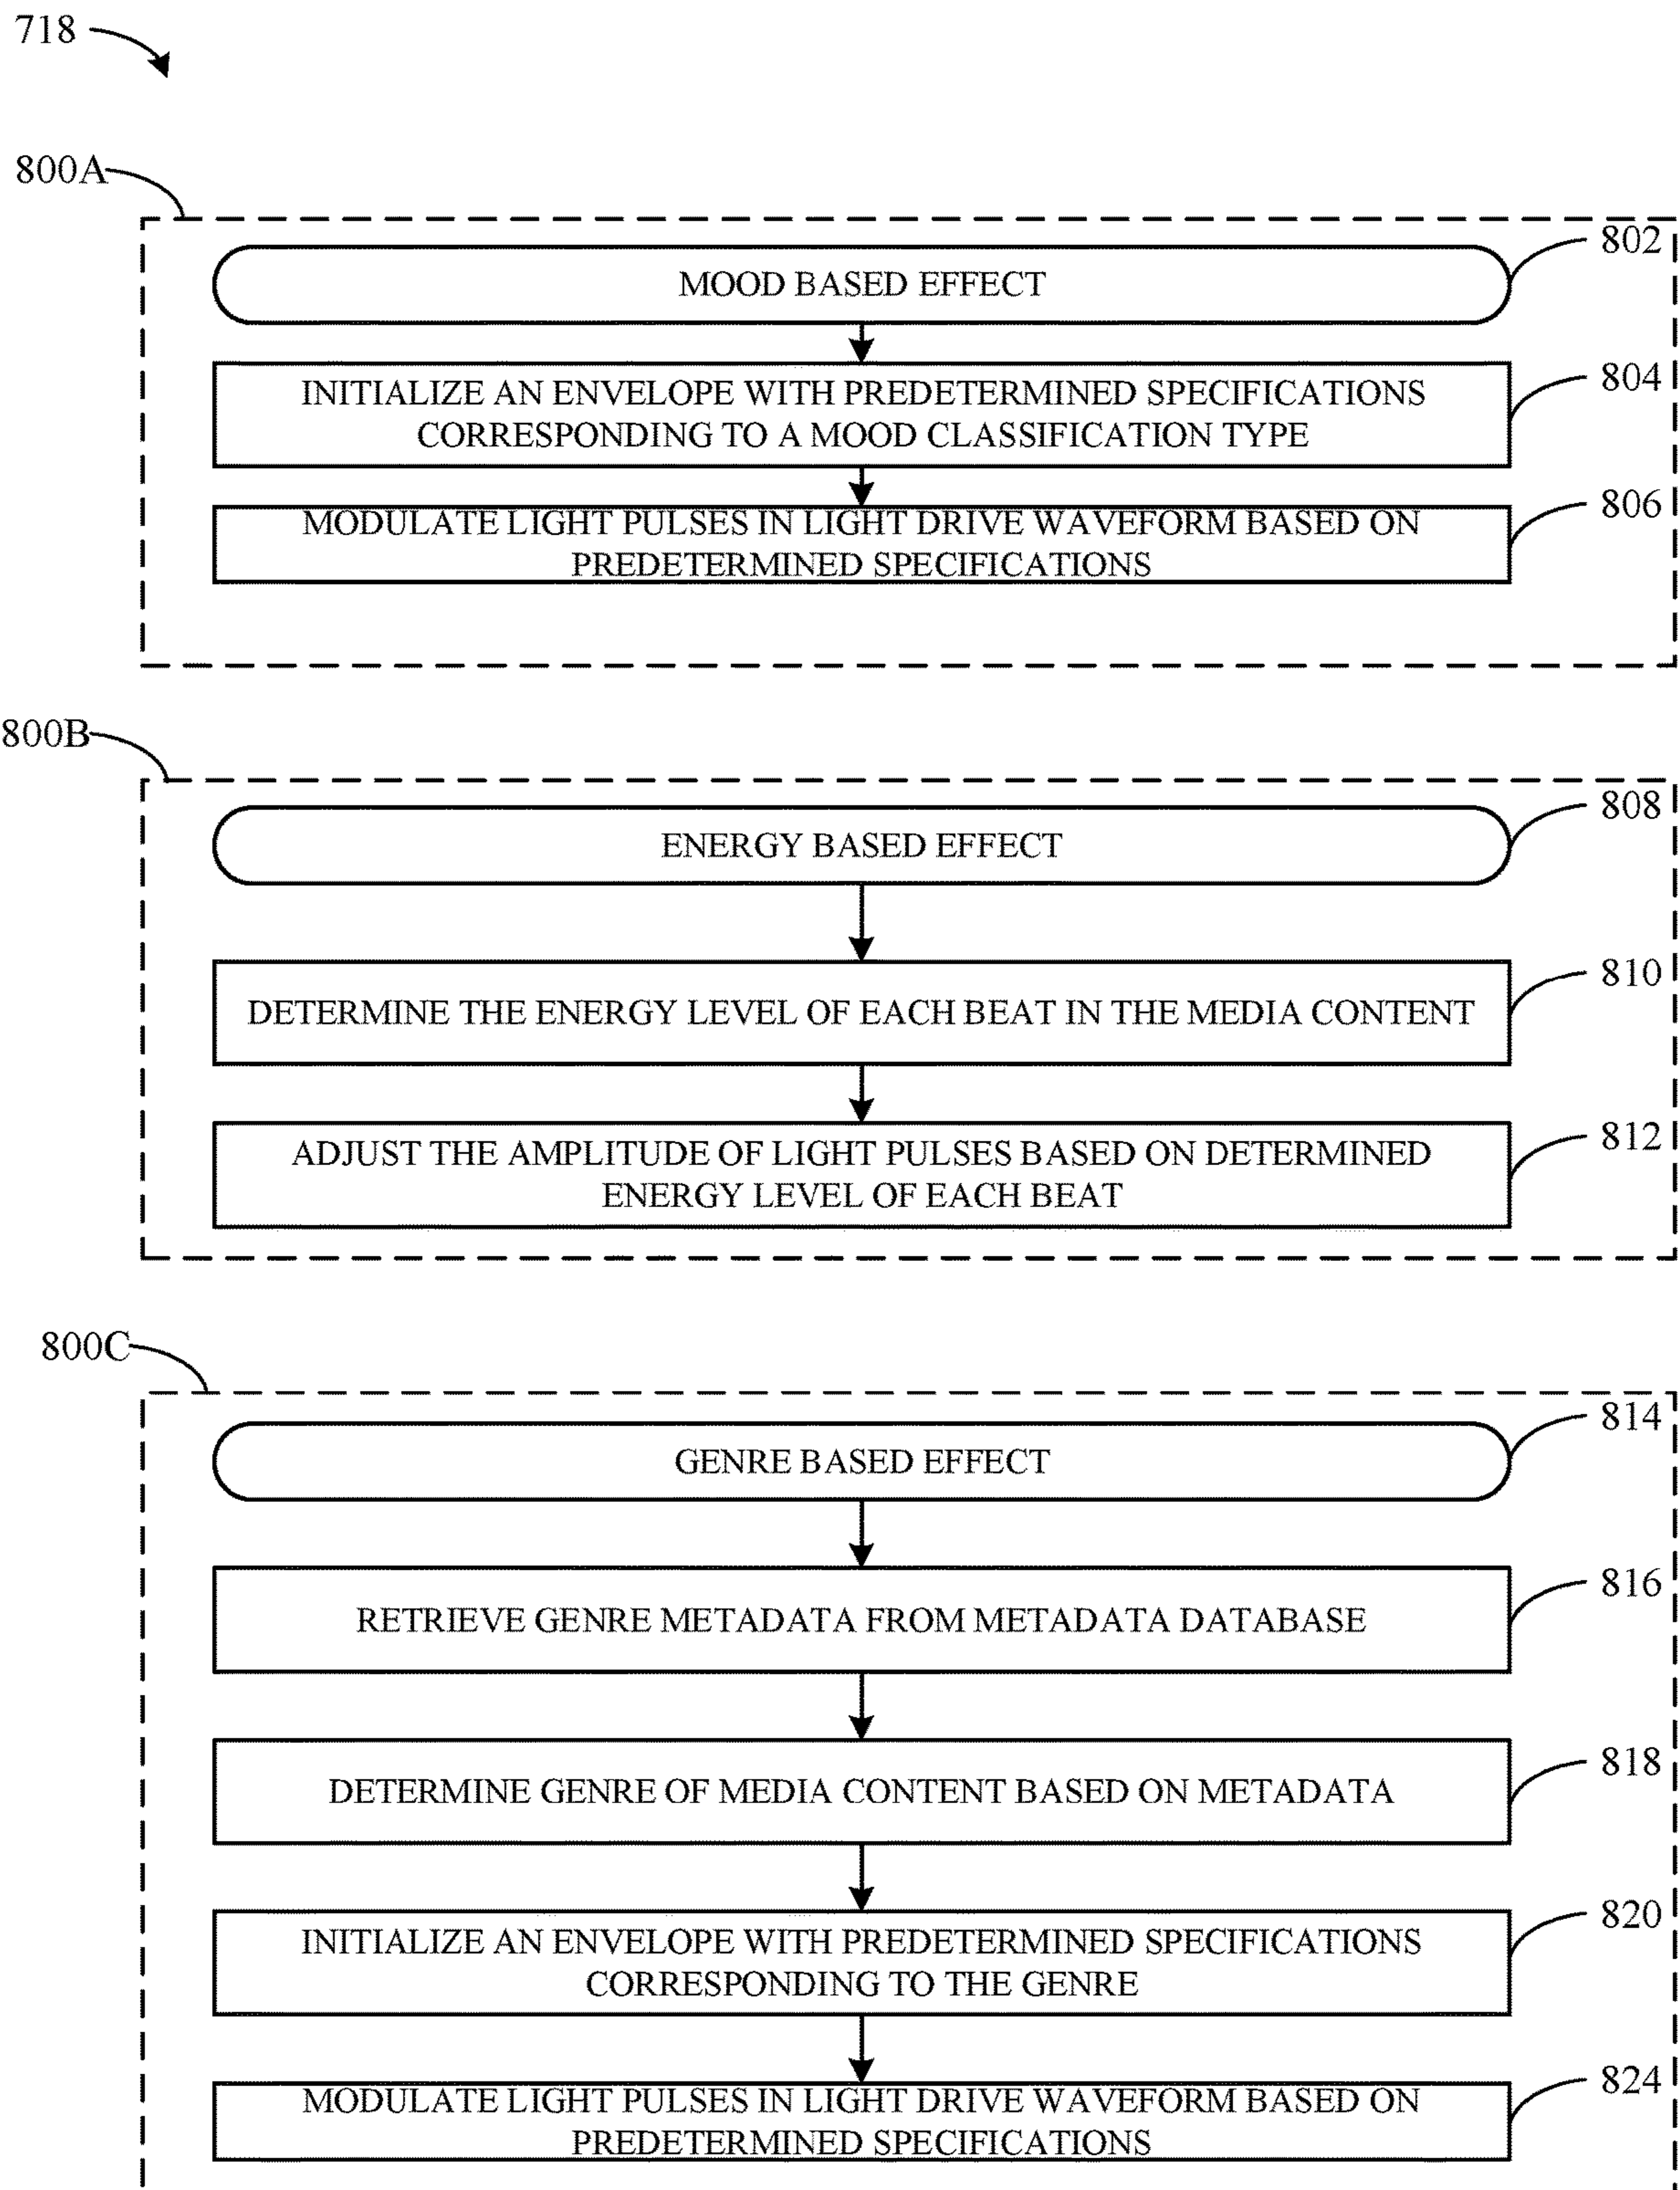 718
800A
802
MOOD BASED EFFECT
804
INITIALIZE AN ENVELOPE WITH PREDETERMINED SPECIFICATIONS
CORRESPONDING TO A MOOD CLASSIFICATION TYPE
806
MODULATE LIGHT PULSES IN LIGHT DRIVE WAVEFORM BASED ON
PREDETERMINED SPECIFICATIONS
800B
808
ENERGY BASED EFFECT
810
DETERMINE THE ENERGY LEVEL OF EACH BEAT IN THE MEDIA CONTENT
812
ADJUST THE AMPLITUDE OF LIGHT PULSES BASED ON DETERMINED
ENERGY LEVEL OF EACH BEAT
800C
814
GENRE BASED EFFECT
816
RETRIEVE GENRE METADATA FROM METADATA DATABASE
818
DETERMINE GENRE OF MEDIA CONTENT BASED ON METADATA
820
INITIALIZE AN ENVELOPE WITH PREDETERMINED SPECIFICATIONS
CORRESPONDING TO THE GENRE
824
MODULATE LIGHT PULSES IN LIGHT DRIVE WAVEFORM BASED ON
PREDETERMINED SPECIFICATIONS